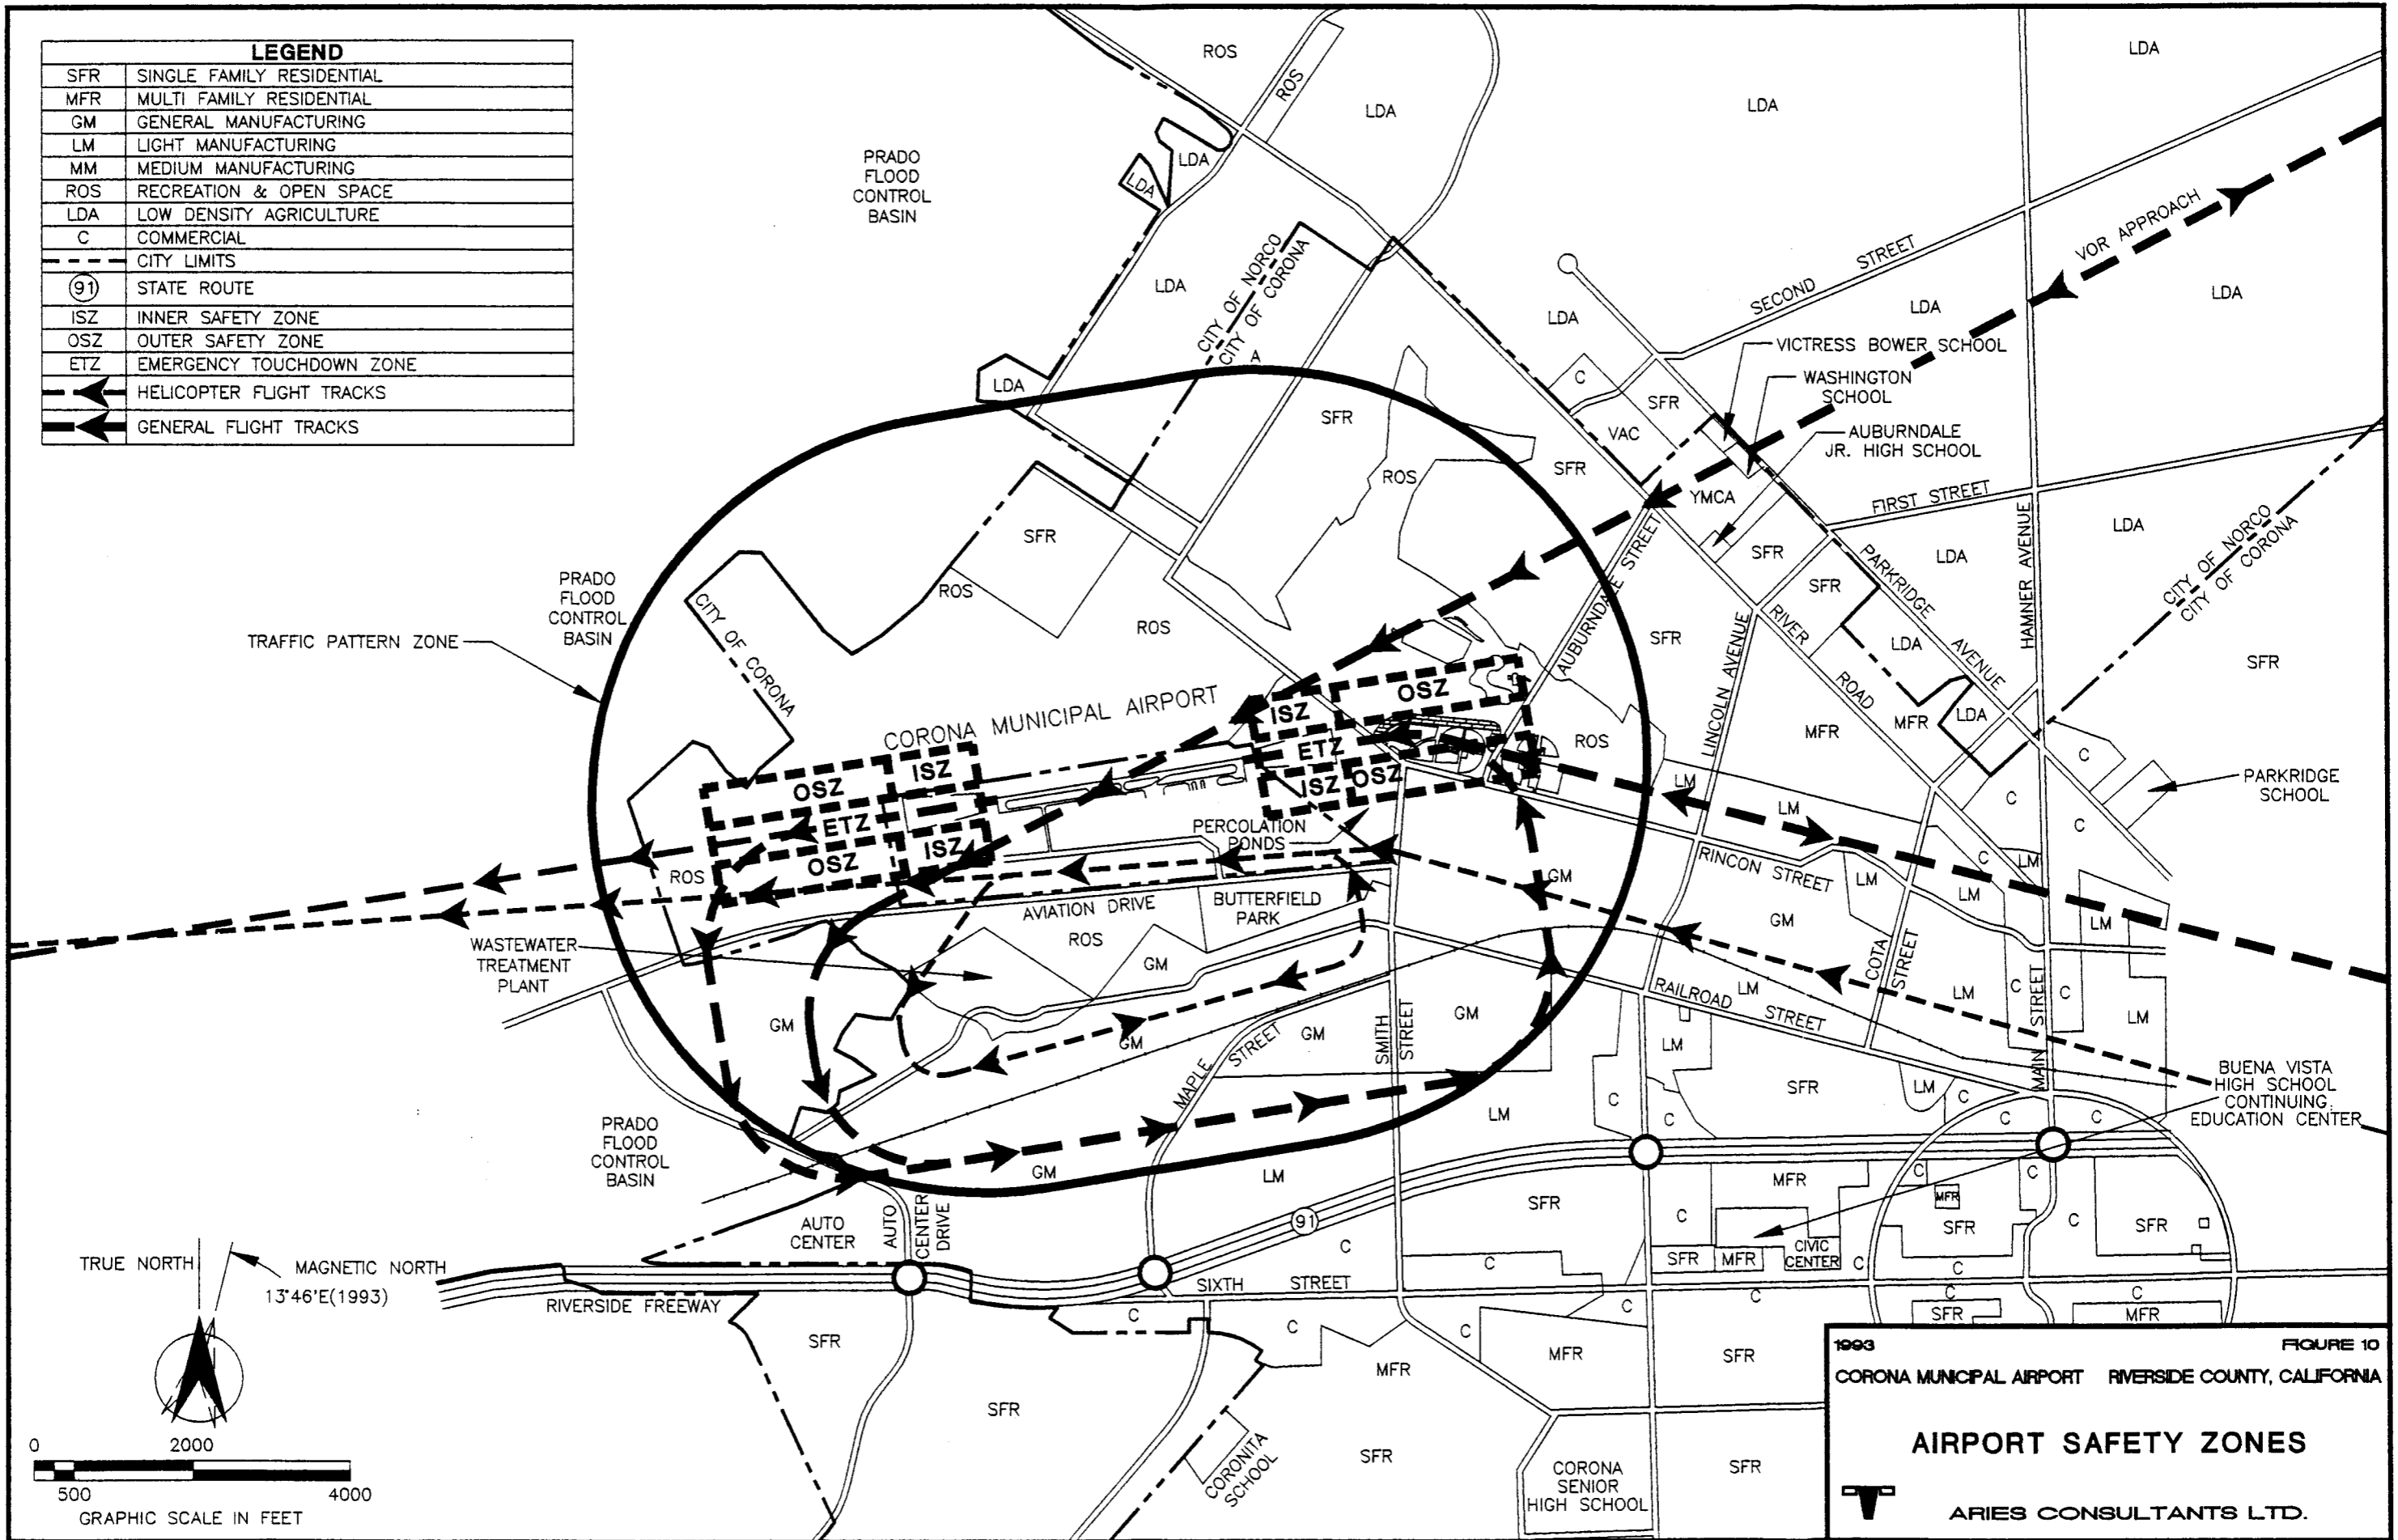 LEGEND
SFR SINGLE FAMILY RESIDENTIAL
MFR MULTI FAMILY RESIDENTIAL
GM GENERAL MANUFACTURING
LM LIGHT MANUFACTURING
MM MEDIUM MANUFACTURING
ROS RECREATION & OPEN SPACE
LDA LOW DENSITY AGRICULTURE
C COMMERCIAL
CITY LIMITS
91 STATE ROUTE
ISZ INNER SAFETY ZONE
OSZ OUTER SAFETY ZONE
ETZ EMERGENCY TOUCHDOWN ZONE
HELICOPTER FLIGHT TRACKS
GENERAL FLIGHT TRACKS
ROS
ROS
LDA
LDA
LDA
PRADO
FLOOD
CONTROL
BASIN
LDA
LDA
LDA
CITY OF NORCO
CITY OF CORONA
A
LDA
VOR APPROACH
SECOND STREET
LDA
LDA
LDA
VICTRESS BOWER SCHOOL
WASHINGTON
SCHOOL
AUBURNDALE
JR. HIGH SCHOOL
C
SFR
VAC
SFR
SFR
ROS
YMCA
FIRST STREET
HAMNER AVENUE
LDA
LDA
CITY OF NORCO
CITY OF CORONA
SFR
SFR
SFR
PARKRIDGE AVENUE
RIVER ROAD
LINCOLN AVENUE
AUBURNDALE STREET
SFR
LDA
SFR
MFR
MFR
LDA
SFR
ROS
ROS
PRADO
FLOOD
CONTROL
BASIN
CITY OF CORONA
TRAFFIC PATTERN ZONE
CORONA MUNICIPAL AIRPORT
OSZ
ISZ
ETZ
OSZ
ISZ
ISZ
OSZ
ETZ
ISZ
OSZ
ROS
LM
LM
C
C
C
PARKRIDGE
SCHOOL
PERCOLATION
PONDS
ROS
RINCON STREET
GM
LM
C
LM
LM
LM
GM
AVIATION DRIVE
BUTTERFIELD
PARK
ROS
GM
WASTEWATER
TREATMENT
PLANT
COTA STREET
MAIN STREET
LM
LM
C
C
LM
RAILROAD STREET
GM
GM
GM
GM
SMITH STREET
MAPLE STREET
LM
SFR
LM
C
C
C
C
C
LM
BUENA VISTA
HIGH SCHOOL
CONTINUING
EDUCATION CENTER
PRADO
FLOOD
CONTROL
BASIN
GM
LM
SFR
MFR
C
C
MFR
SFR
C
SFR
AUTO
CENTER
AUTO CENTER DRIVE
91
C
C
SFR
MFR
CIVIC
CENTER
C
C
C
C
C
C
C
SFR
MFR
SIXTH STREET
RIVERSIDE FREEWAY
C
C
C
SFR
MFR
MFR
SFR
SFR
SFR
SFR
CORONITA
SCHOOL
CORONA
SENIOR
HIGH SCHOOL
TRUE NORTH
MAGNETIC NORTH
13°46'E(1993)
0 2000
500 4000
GRAPHIC SCALE IN FEET
1993 FIGURE 10
CORONA MUNICIPAL AIRPORT RIVERSIDE COUNTY, CALIFORNIA
AIRPORT SAFETY ZONES
ARIES CONSULTANTS LTD.